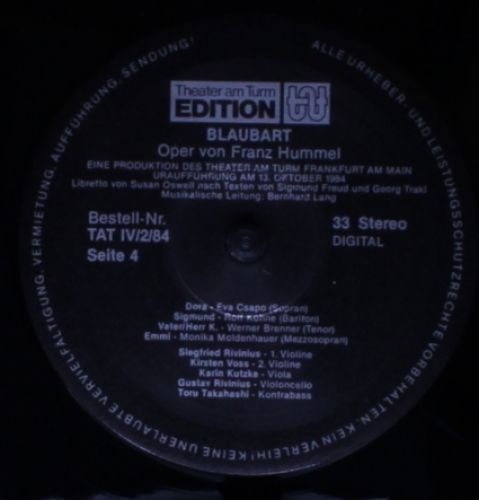 ALLE URHEBER- UND LEISTUNGSSCHUTZRECHTE VORBEHALTEN. KEIN VERLEIH! KEINE UNERLAUBTE VERVIELFÄLTIGUNG, VERMIETUNG, AUFFÜHRUNG, SENDUNG!
Theater am Turm
EDITION
tat
BLAUBART
Oper von Franz Hummel
EINE PRODUKTION DES THEATER AM TURM FRANKFURT AM MAIN
URAUFFÜHRUNG AM 13. OKTOBER 1984
Libretto von Susan Oswell nach Texten von Sigmund Freud und Georg Trakl
Musikalische Leitung: Bernhard Lang
Bestell-Nr.
TAT IV/2/84
Seite 4
33 Stereo
DIGITAL
Dora - Eva Csapo (Sopran)
Sigmund - Rolf Köhne (Bariton)
Vater/Herr K. - Werner Brenner (Tenor)
Emmi - Monika Moldenhauer (Mezzosopran)
Siegfried Rivinius - 1. Violine
Kirsten Voss - 2. Violine
Karin Kutzke - Viola
Gustav Rivinius - Violoncello
Toru Takahashi - Kontrabass